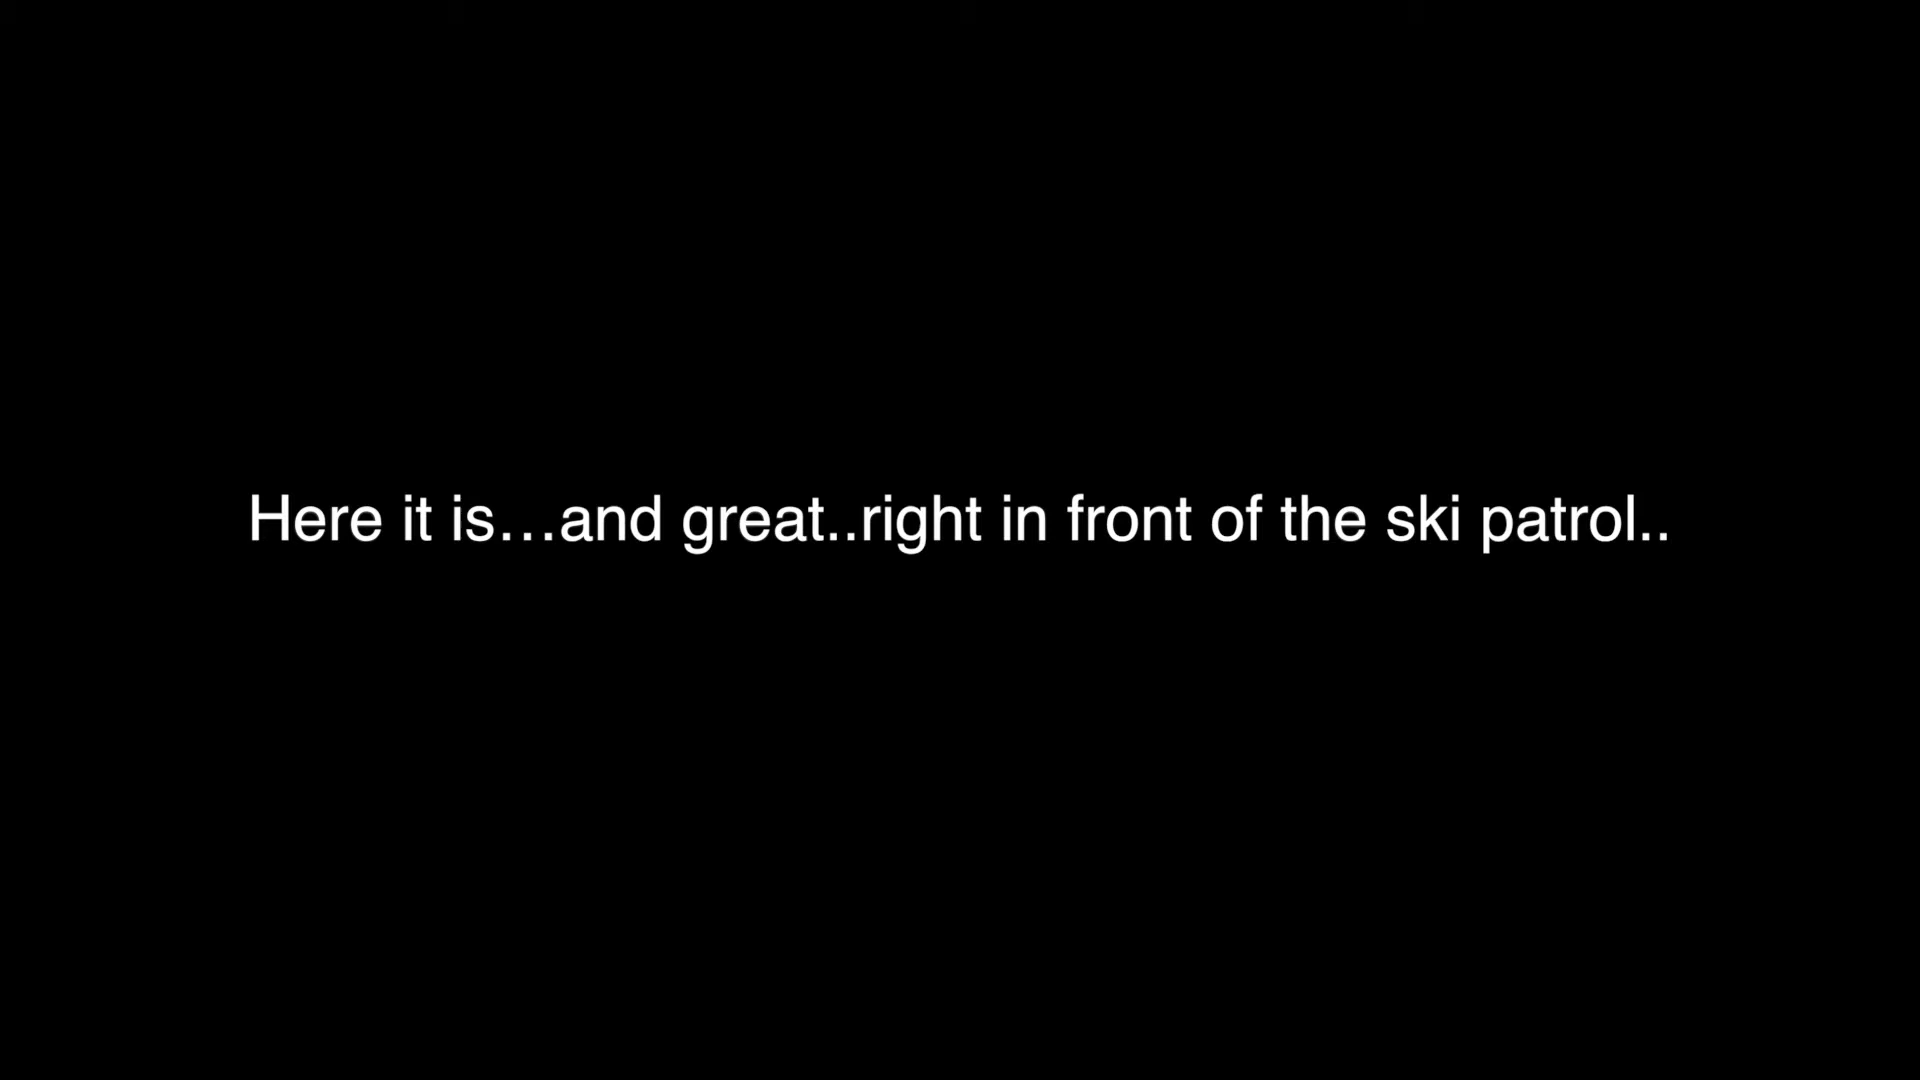 Here it is…and great..right in front of the ski patrol..